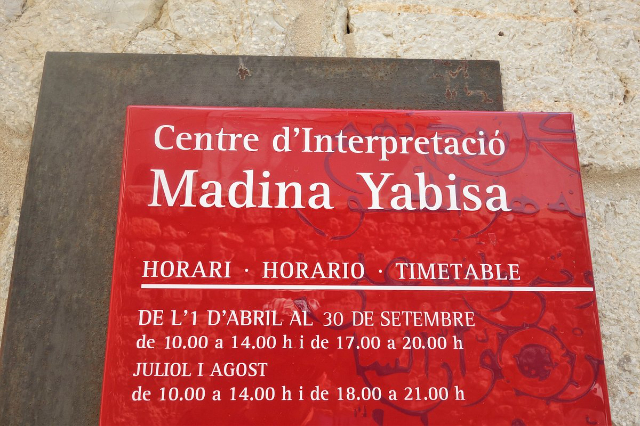 Centre d'Interpretació
Madina Yabisa
HORARI · HORARIO · TIMETABLE
DE L'1 D'ABRIL AL 30 DE SETEMBRE
de 10.00 a 14.00 h i de 17.00 a 20.00 h
JULIOL I AGOST
de 10.00 a 14.00 h i de 18.00 a 21.00 h